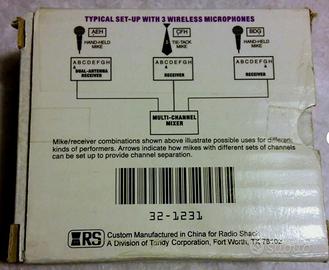 TYPICAL SET-UP WITH 3 WIRELESS MICROPHONES
AEH CFH BDG
HAND-HELD MIKE TIE-TACK MIKE HAND-HELD MIKE
ABCDEFGH ABCDEFGH ABCDEFGH
DUAL-ANTENNA RECEIVER RECEIVER RECEIVER
MULTI-CHANNEL MIXER
Mike/receiver combinations shown above illustrate possible uses for different
kinds of performers. Arrows indicate how mikes with different sets of channels
can be set up to provide channel separation.
32-1231
RS Custom Manufactured in China for Radio Shack
A Division of Tandy Corporation, Fort Worth, TX 76102